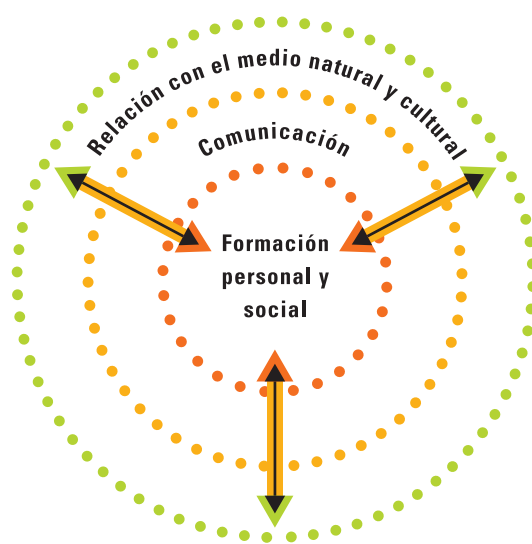 Relación con el medio natural y cultural
Comunicación
Formación
personal y
social